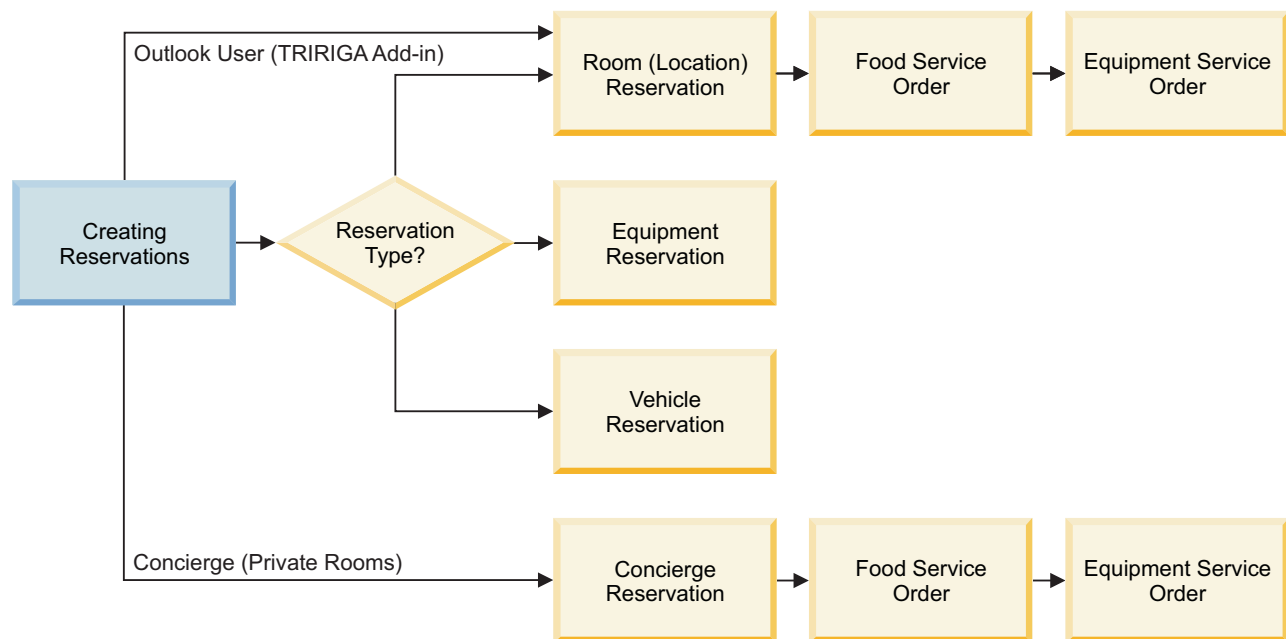 Outlook User (TRIRIGA Add-in)
Room (Location)
Reservation
Food Service
Order
Equipment Service
Order
Creating
Reservations
Reservation
Type?
Equipment
Reservation
Vehicle
Reservation
Concierge (Private Rooms)
Concierge
Reservation
Food Service
Order
Equipment Service
Order